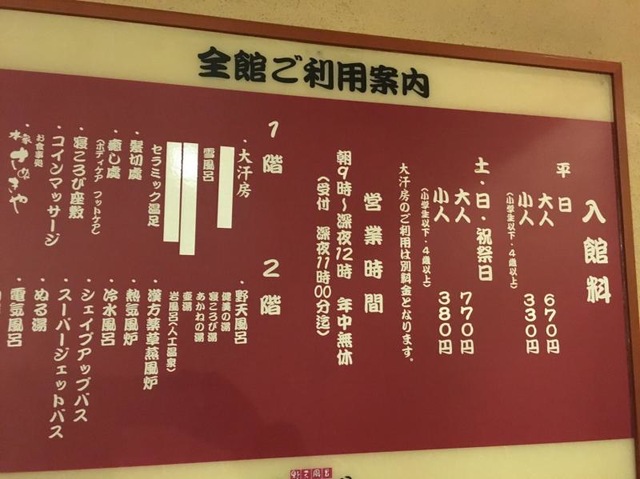 全館ご利用案内
入館料
平日
大人 670円
小人 330円
(小学生以下・4歳以上)
土・日・祝祭日
大人 770円
小人 380円
(小学生以下・4歳以上)
大汗房のご利用は別料金となります。
営業時間
朝9時〜深夜12時 年中無休
(受付 深夜11時00分迄)
1階
・大汗房
雪風呂
セラミック温足
・髪切處
・癒し處
(ボディケア フットケア)
・寝ころび座敷
・コインマッサージ
・お食事処
さぬきや
2階
・野天風呂
健美の湯
寝ころび湯
あかねの湯
壷湯
岩風呂(人工温泉)
・漢方薬草蒸風炉
・熱気風炉
・冷水風呂
・シェイプアップバス
・スーパージェットバス
・ぬる湯
・電気風呂